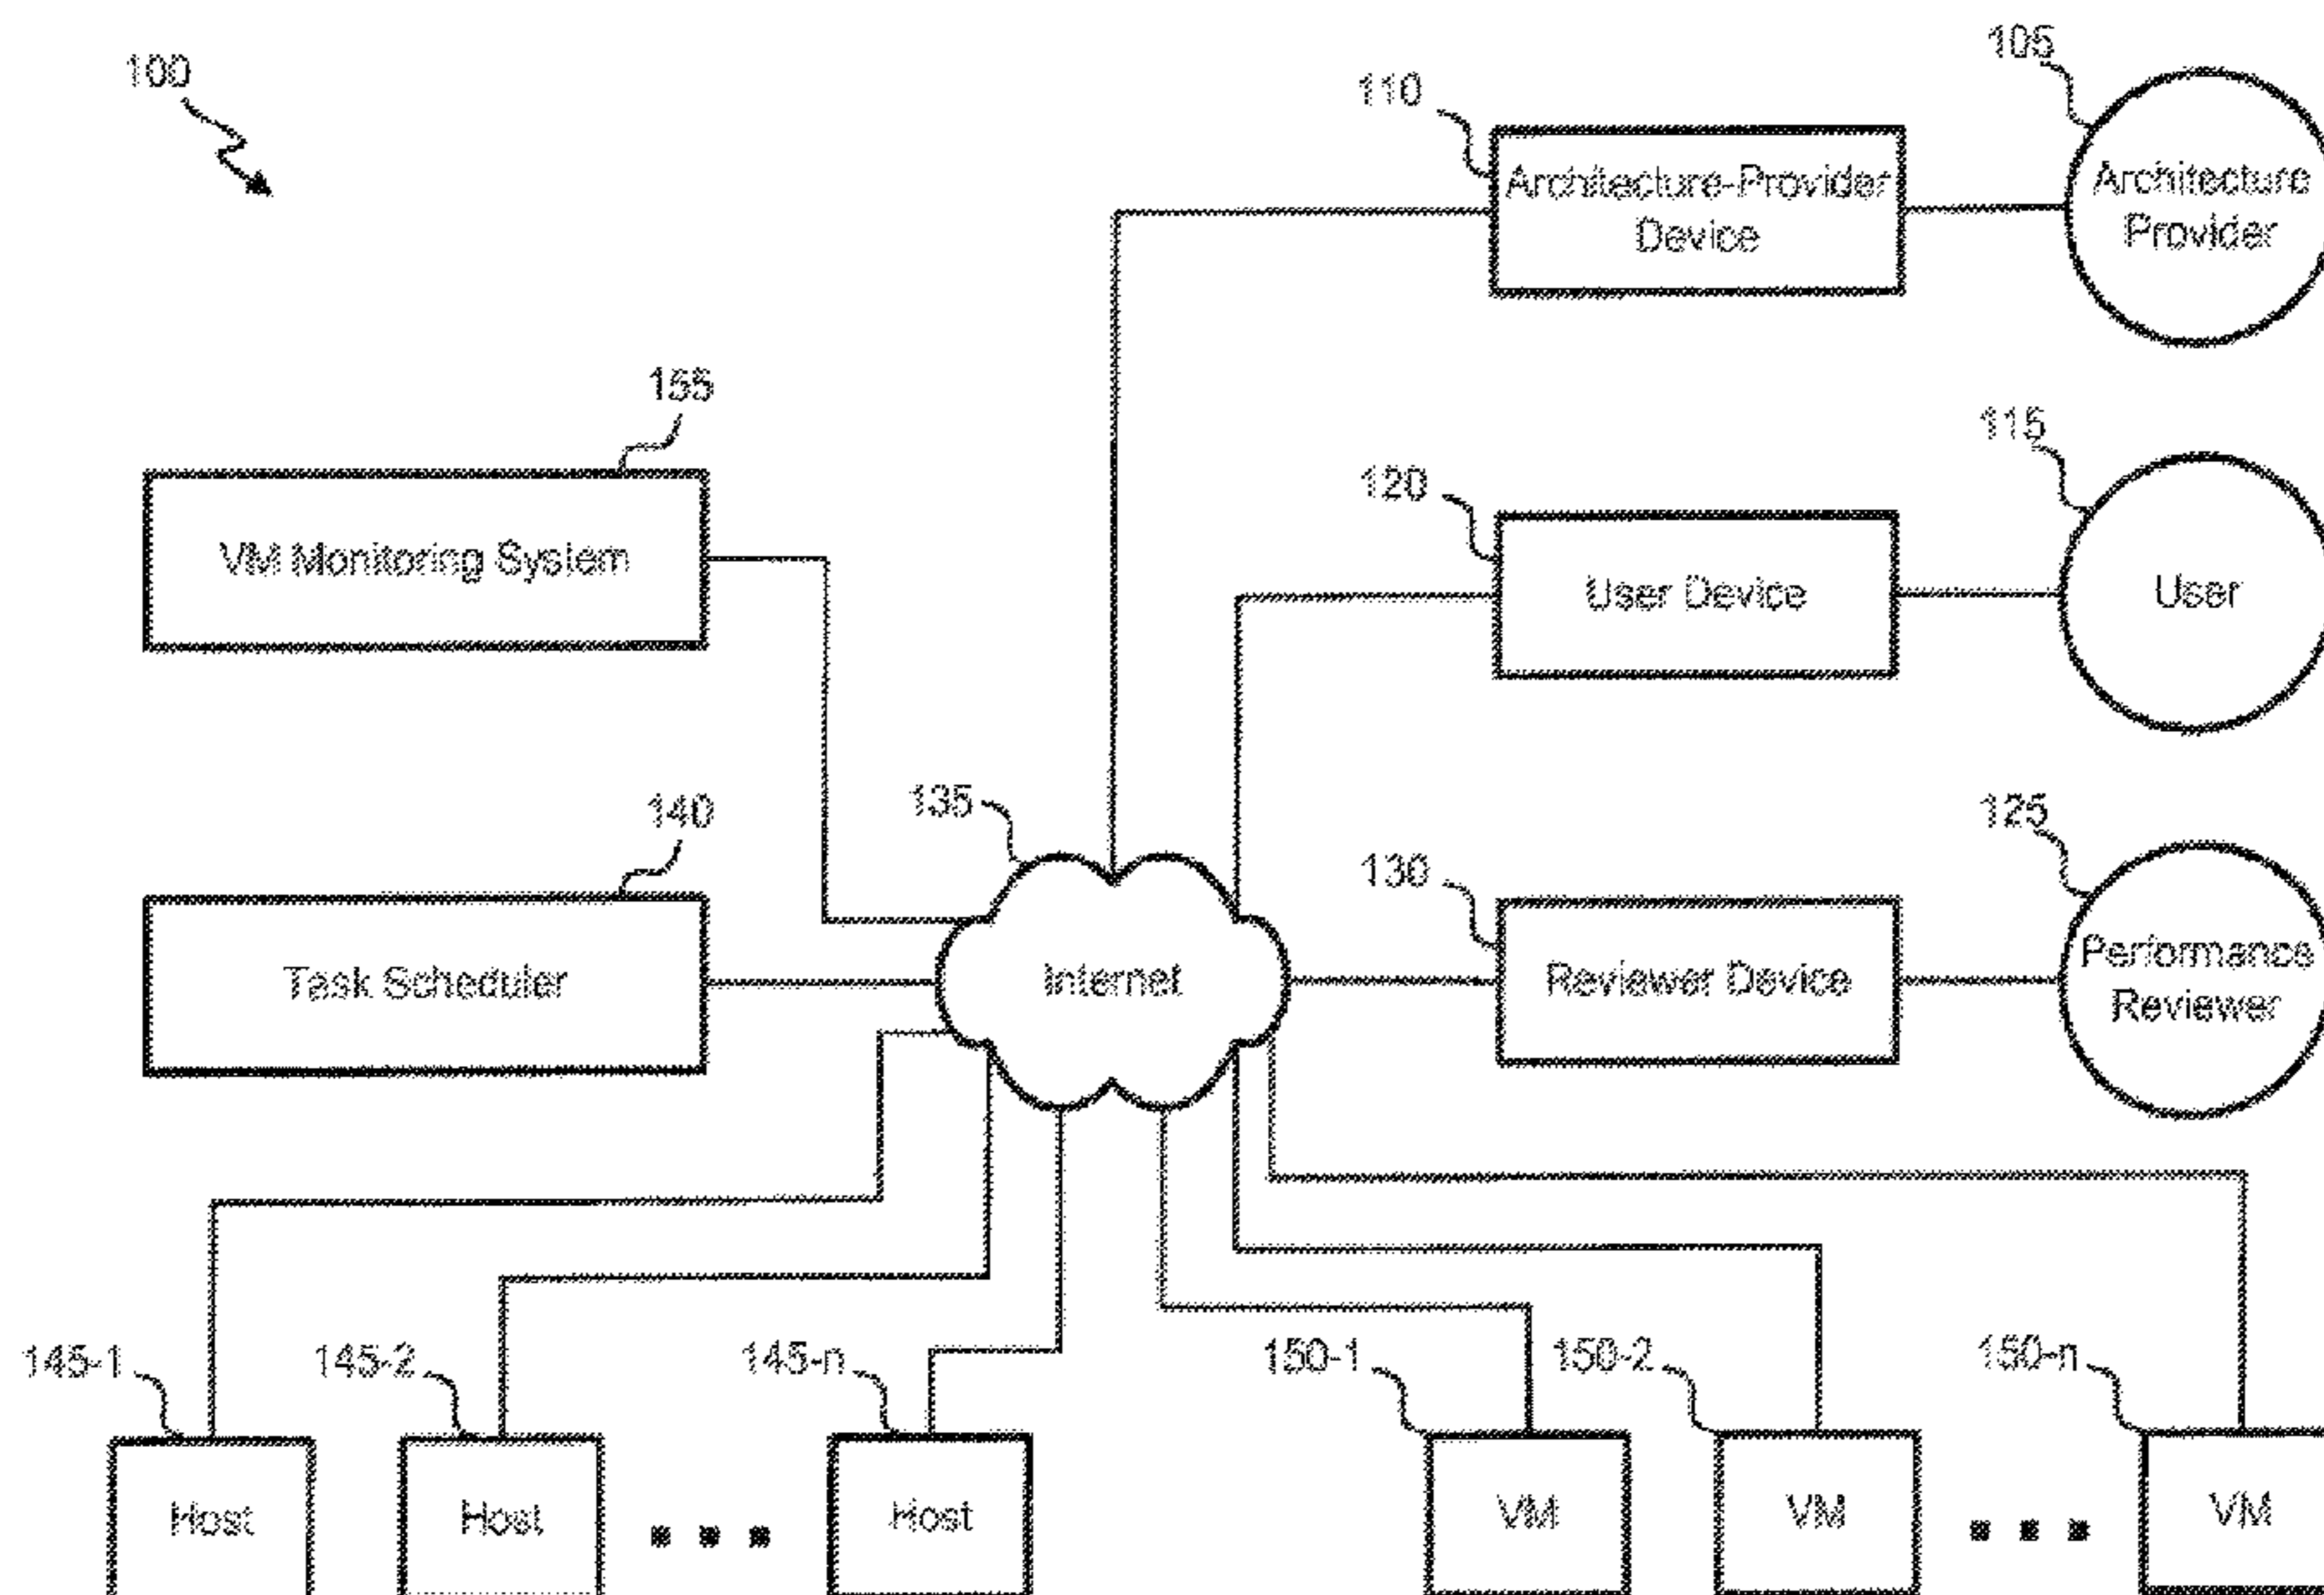 100
105
110
Architecture-Provider
Device
Architecture
Provider
155
115
120
VM Monitoring System
User Device
User
140
135
125
130
Task Scheduler
Internet
Reviewer Device
Performance
Reviewer
145-1
145-2
145-n
150-1
150-2
150-n
Host
Host
Host
VM
VM
VM